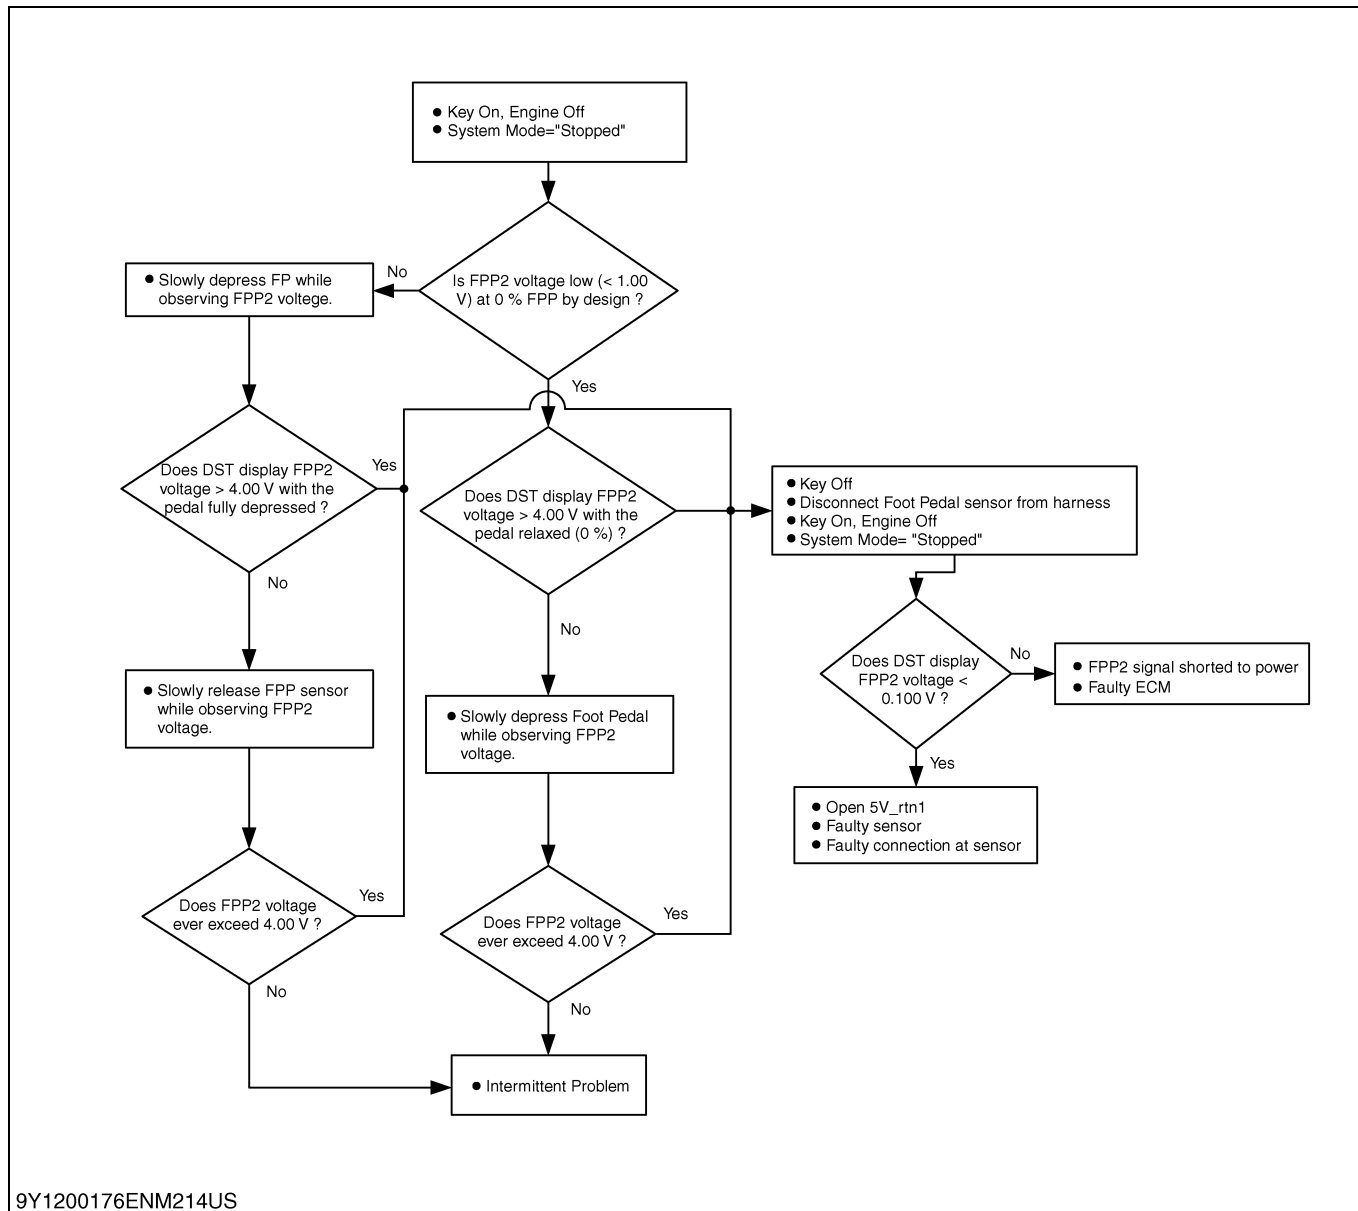 ● Key On, Engine Off
● System Mode="Stopped"
Is FPP2 voltage low (< 1.00
V) at 0 % FPP by design ?
No
● Slowly depress FP while
observing FPP2 voltege.
Yes
Does DST display FPP2
voltage > 4.00 V with the
pedal fully depressed ?
Yes
No
Does DST display FPP2
voltage > 4.00 V with the
pedal relaxed (0 %) ?
No
● Key Off
● Disconnect Foot Pedal sensor from harness
● Key On, Engine Off
● System Mode= "Stopped"
Does DST display
FPP2 voltage <
0.100 V ?
No
● FPP2 signal shorted to power
● Faulty ECM
Yes
● Open 5V_rtn1
● Faulty sensor
● Faulty connection at sensor
● Slowly release FPP sensor
while observing FPP2
voltage.
● Slowly depress Foot Pedal
while observing FPP2
voltage.
Does FPP2 voltage
ever exceed 4.00 V ?
Yes
No
Does FPP2 voltage
ever exceed 4.00 V ?
Yes
No
● Intermittent Problem
9Y1200176ENM214US